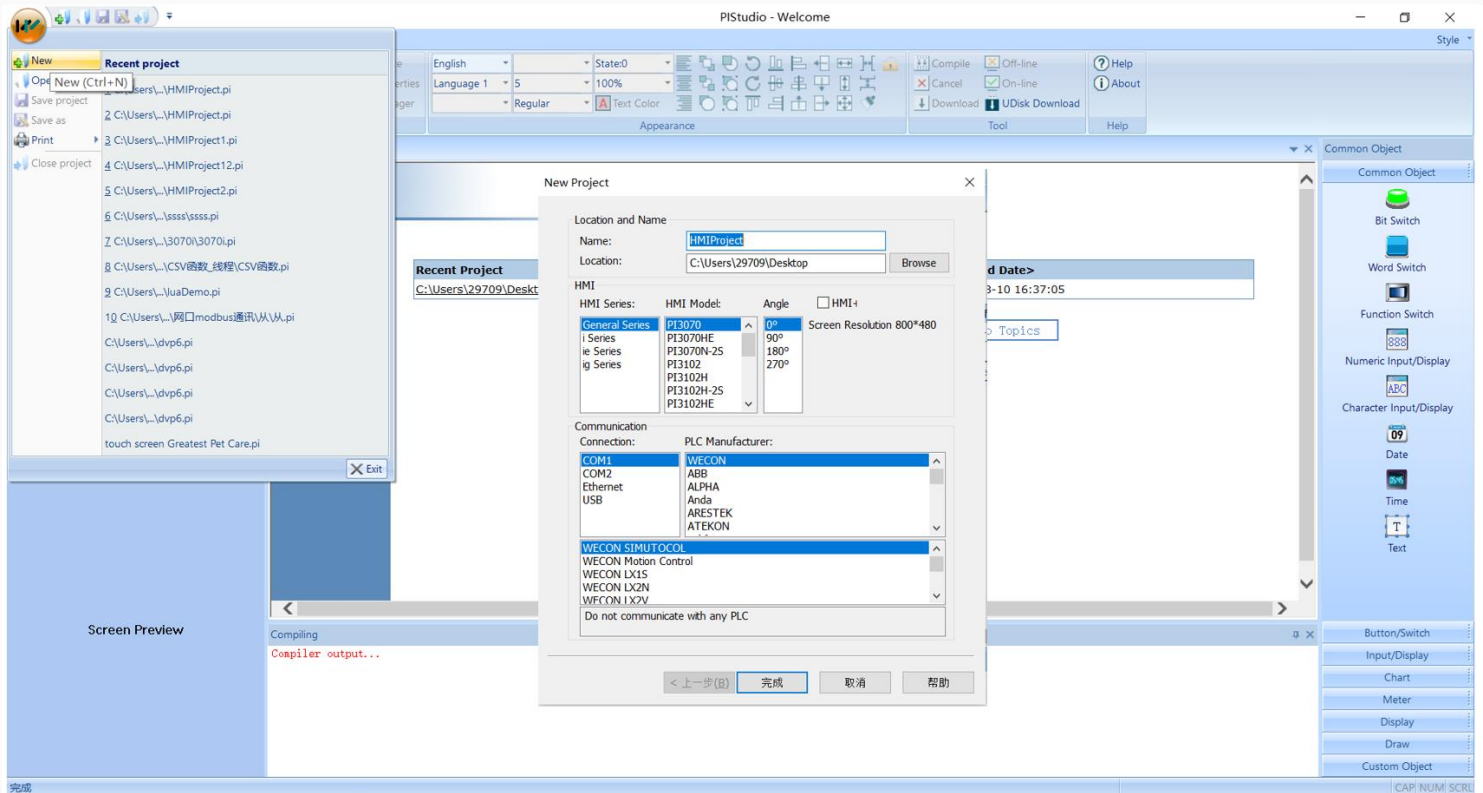 PIStudio - Welcome
Style
New
Recent project
Open
New (Ctrl+N)
C:\Users\...\HMIProject.pi
Save project
2 C:\Users\...\HMIProject.pi
Save as
Print
3 C:\Users\...\HMIProject1.pi
Close project
4 C:\Users\...\HMIProject12.pi
5 C:\Users\...\HMIProject2.pi
6 C:\Users\...\ssss\ssss.pi
7 C:\Users\...\3070i\3070i.pi
8 C:\Users\...\CSV函数_线程\CSV函数.pi
9 C:\Users\...\luaDemo.pi
10 C:\Users\...\网口modbus通讯\从\从.pi
C:\Users\...\dvp6.pi
C:\Users\...\dvp6.pi
C:\Users\...\dvp6.pi
C:\Users\...\dvp6.pi
touch screen Greatest Pet Care.pi
Exit
English
State:0
Language 1
5
100%
Regular
A Text Color
Appearance
Compile
Off-line
Cancel
On-line
Download
UDisk Download
Tool
Help
About
Help
Recent Project
C:\Users\29709\Deskt
d Date>
-10 16:37:05
Topics
New Project
Location and Name
Name:
HMIProject
Location:
C:\Users\29709\Desktop
Browse
HMI
HMI Series:
HMI Model:
Angle
HMI-i
General Series
PI3070
0°
Screen Resolution 800*480
i Series
PI3070HE
90°
ie Series
PI3070N-2S
180°
ig Series
PI3102
270°
PI3102H
PI3102H-2S
PI3102HE
Communication
Connection:
PLC Manufacturer:
COM1
WECON
COM2
ABB
Ethernet
ALPHA
USB
Anda
ARESTEK
ATEKON
WECON SIMUTOCOL
WECON Motion Control
WECON LX1S
WECON LX2N
WECON LX2V
Do not communicate with any PLC
< 上一步(B)
完成
取消
帮助
Common Object
Common Object
Bit Switch
Word Switch
Function Switch
888
Numeric Input/Display
ABC
Character Input/Display
09
Date
Time
T
Text
Button/Switch
Input/Display
Chart
Meter
Display
Draw
Custom Object
Screen Preview
Compiling
Compiler output...
完成
CAP NUM SCRL